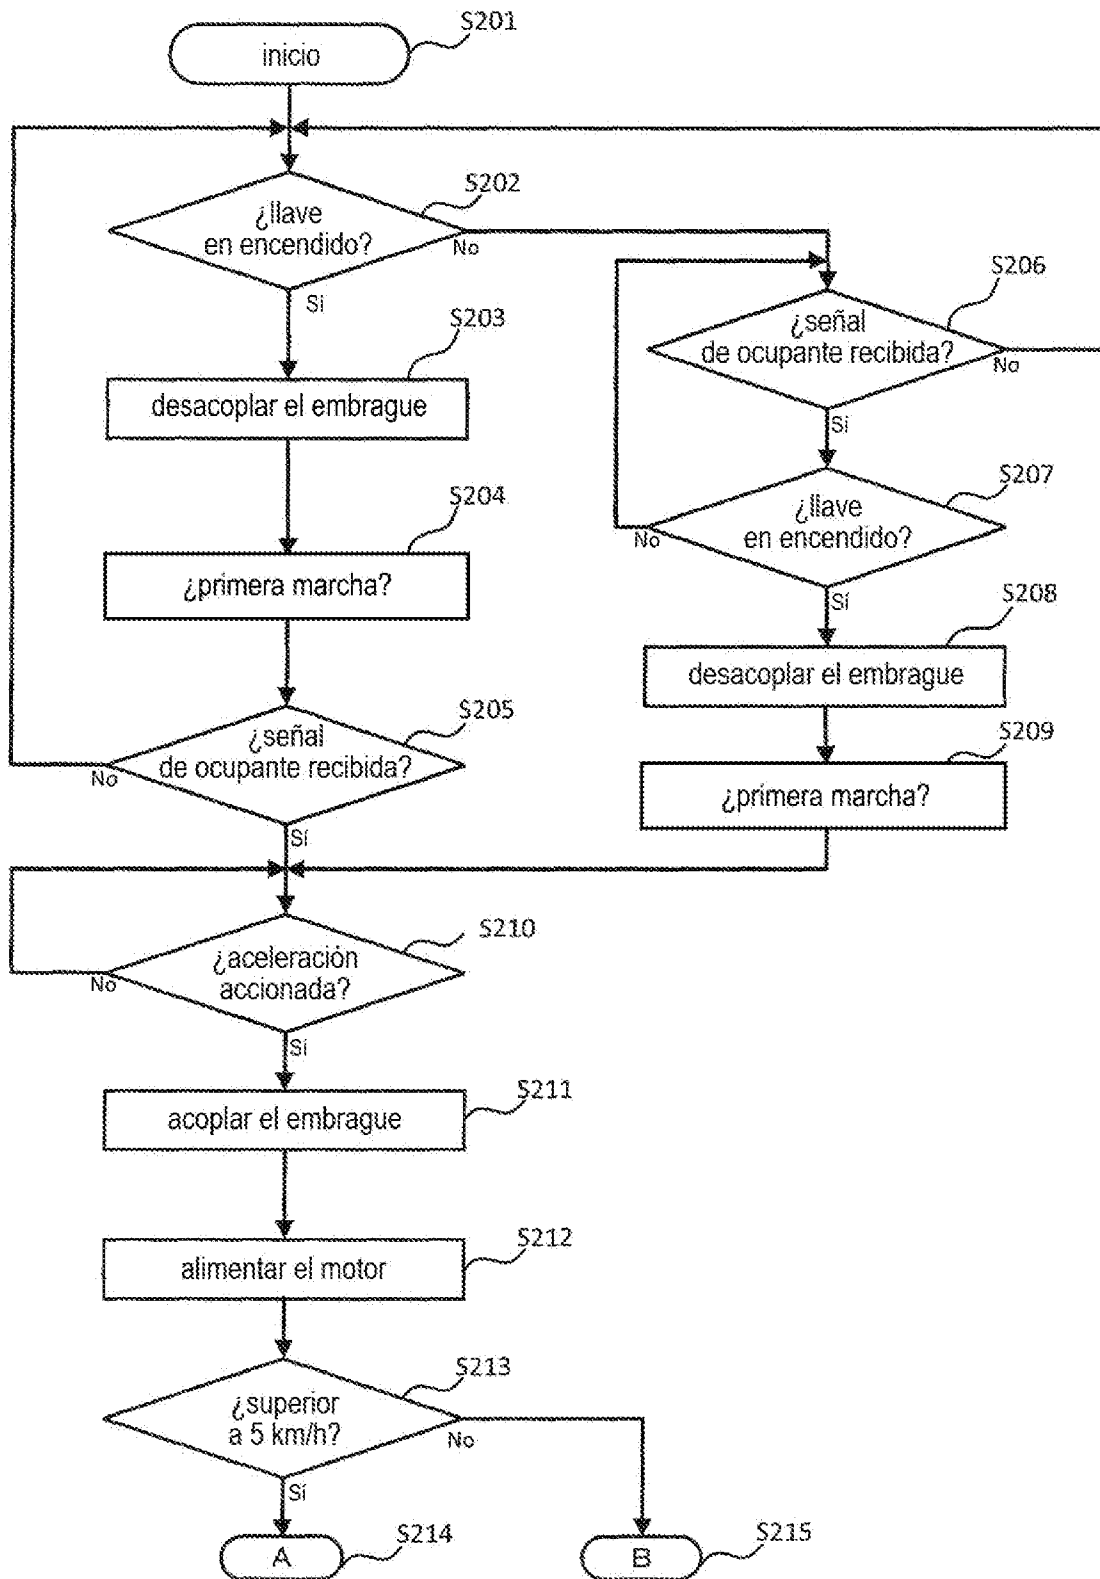 S201
inicio
S202
¿llave
en encendido?
No
Sí
S203
desacoplar el embrague
S204
¿primera marcha?
S205
¿señal
de ocupante recibida?
No
Sí
S206
¿señal
de ocupante recibida?
No
Sí
S207
¿llave
en encendido?
No
Sí
S208
desacoplar el embrague
S209
¿primera marcha?
S210
¿aceleración
accionada?
No
Sí
S211
acoplar el embrague
S212
alimentar el motor
S213
¿superior
a 5 km/h?
No
Sí
S214
A
S215
B